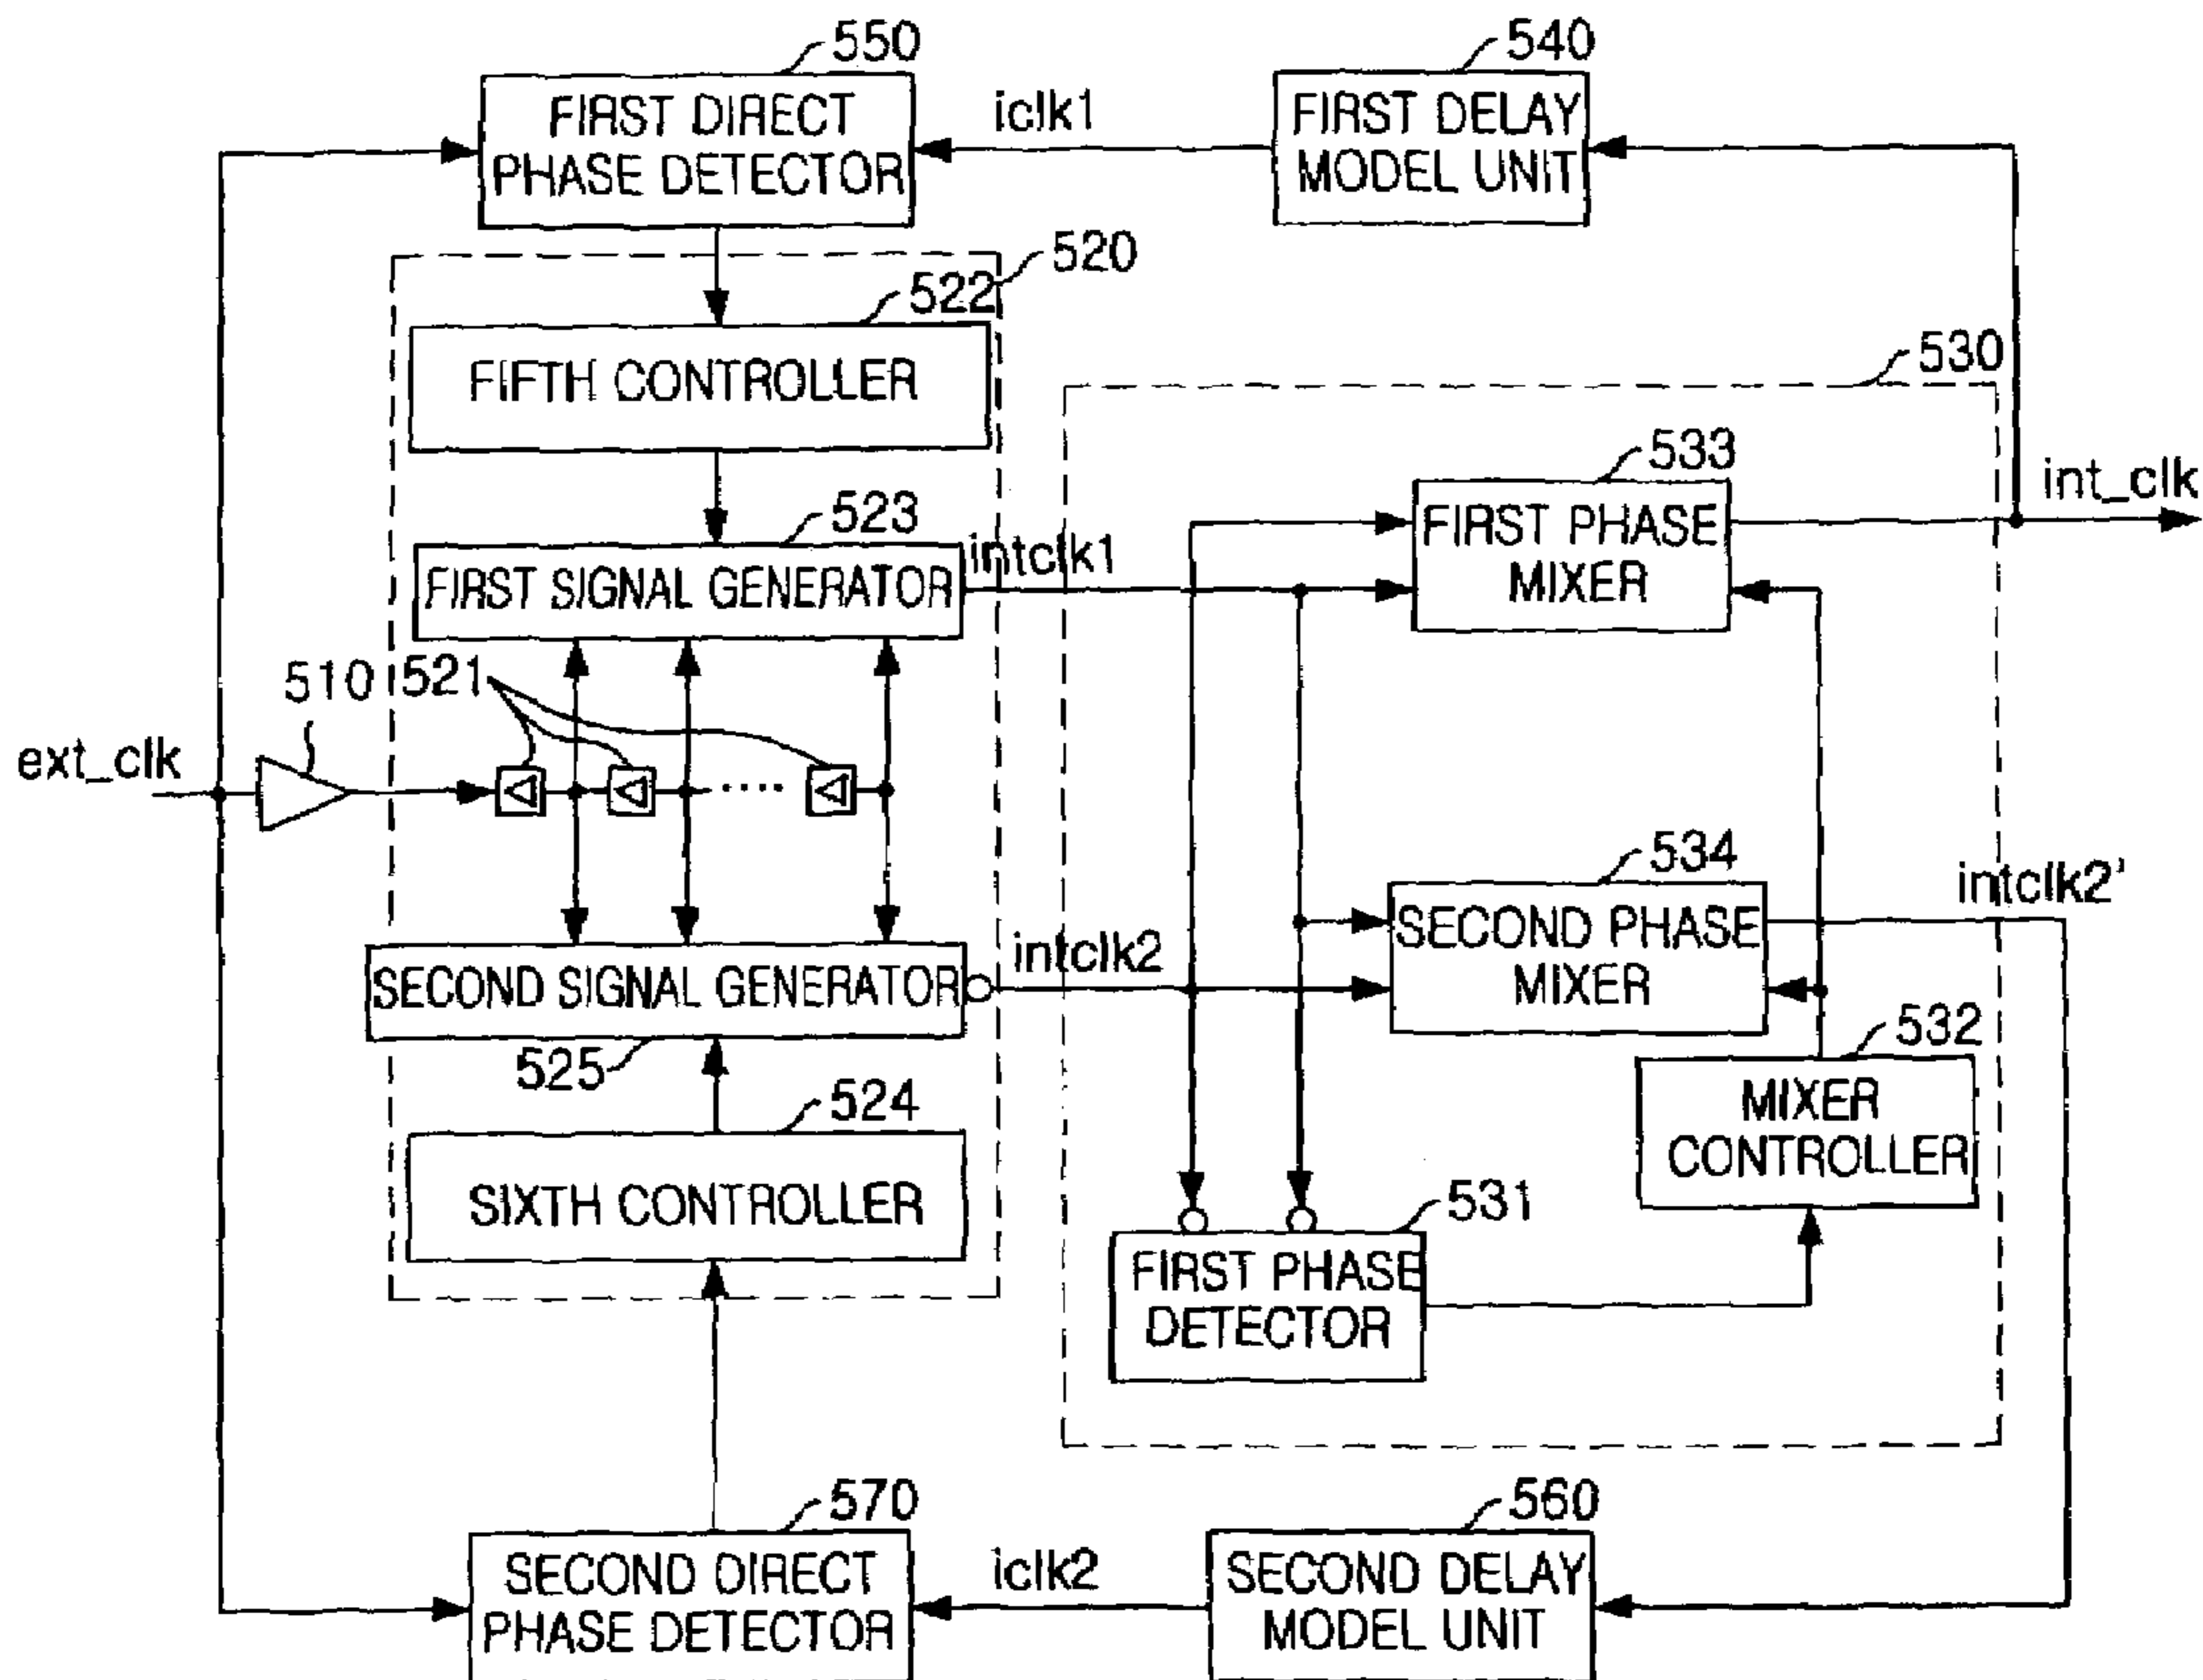 550
540
FIRST DIRECT
PHASE DETECTOR
iclk1
FIRST DELAY
MODEL UNIT
520
522
FIFTH CONTROLLER
530
533
int_clk
523
FIRST SIGNAL GENERATOR
intclk1
FIRST PHASE
MIXER
510
521
ext_clk
534
intclk2'
SECOND PHASE
MIXER
SECOND SIGNAL GENERATOR
intclk2
525
532
524
MIXER
CONTROLLER
SIXTH CONTROLLER
531
FIRST PHASE
DETECTOR
570
560
SECOND DIRECT
PHASE DETECTOR
iclk2
SECOND DELAY
MODEL UNIT